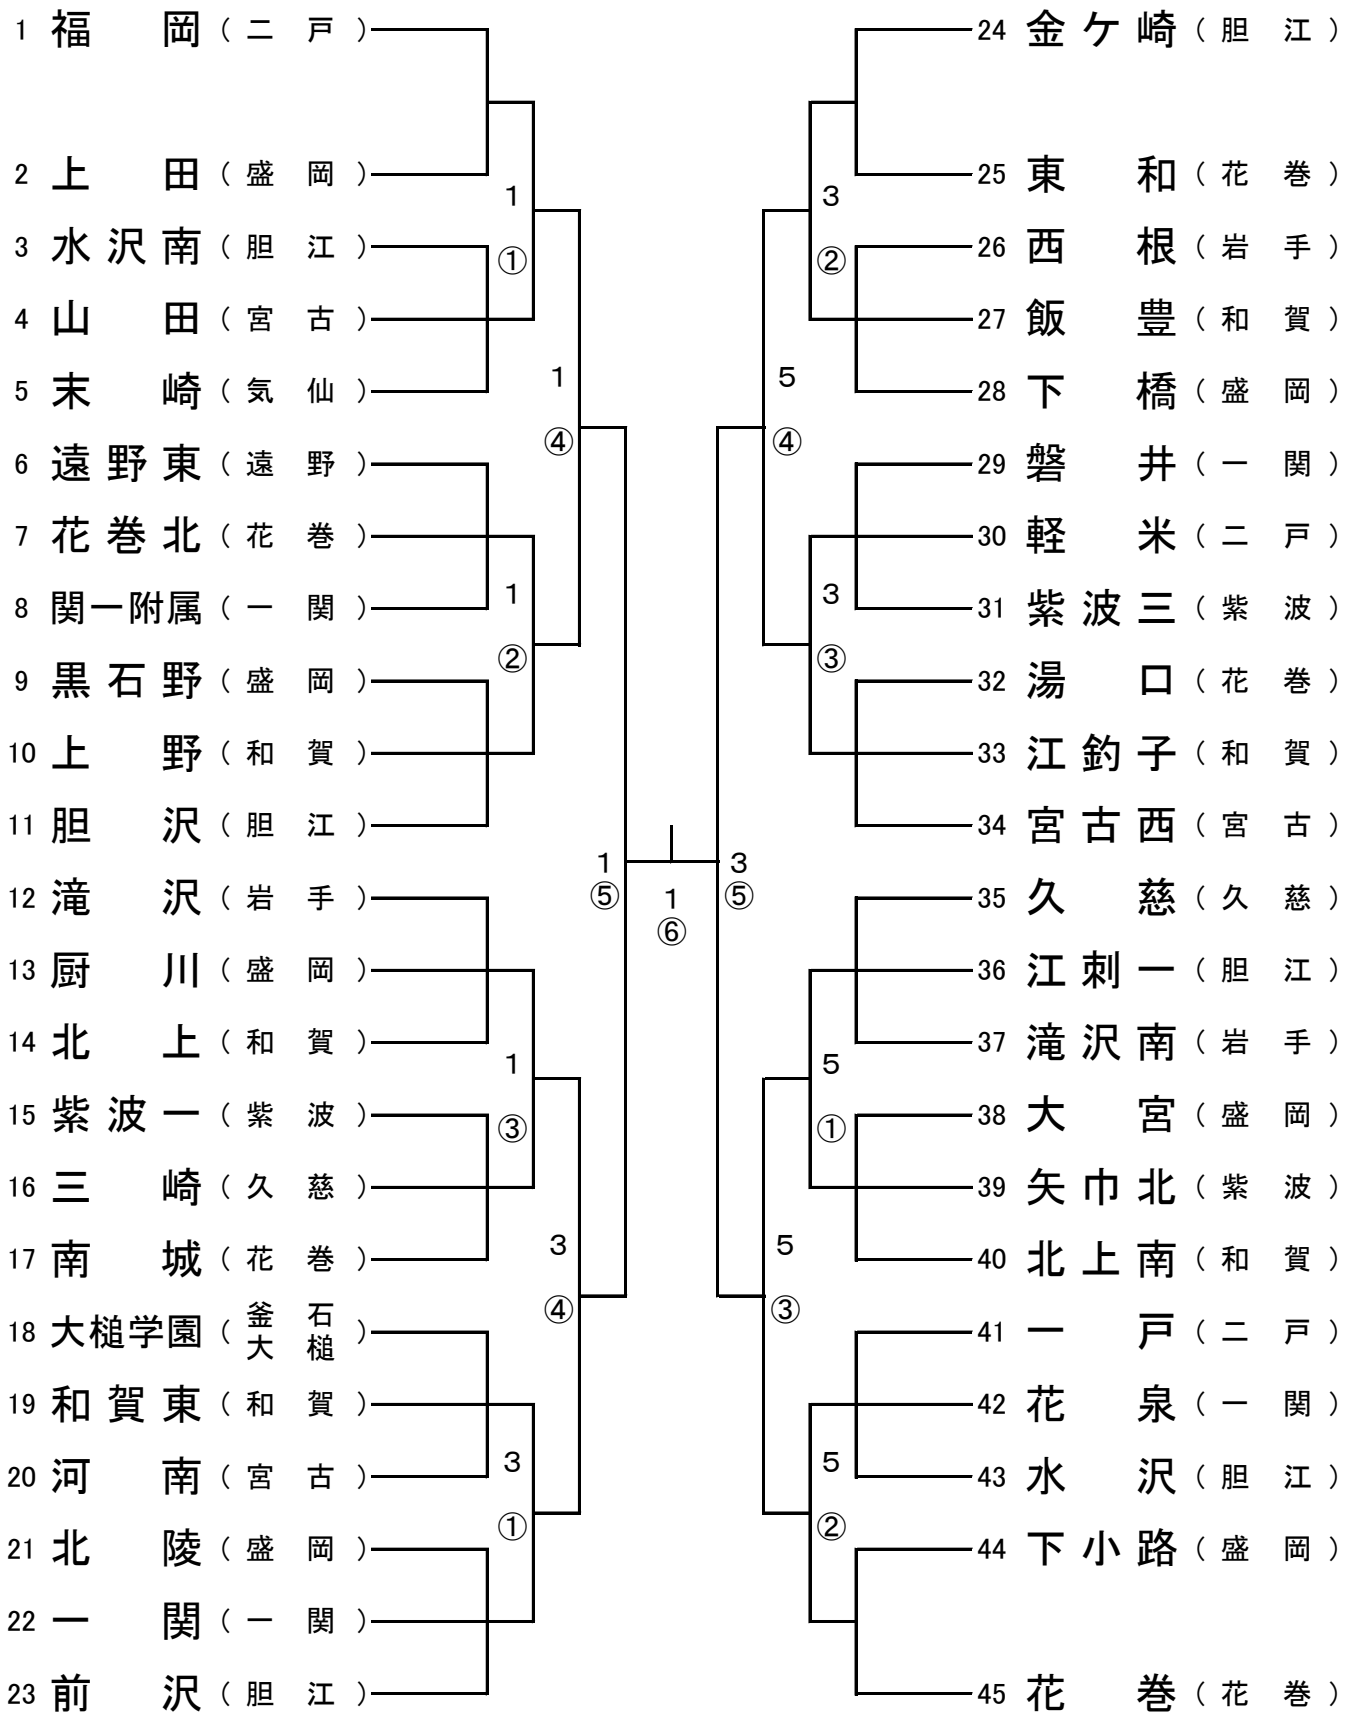 1 福岡（二戸）
2 上田（盛岡）
3 水沢南（胆江）
4 山田（宮古）
5 末崎（気仙）
6 遠野東（遠野）
7 花巻北（花巻）
8 関一附属（一関）
9 黒石野（盛岡）
10 上野（和賀）
11 胆沢（胆江）
12 滝沢（岩手）
13 厨川（盛岡）
14 北上（和賀）
15 紫波一（紫波）
16 三崎（久慈）
17 南城（花巻）
18 大槌学園（釜石大槌）
19 和賀東（和賀）
20 河南（宮古）
21 北陵（盛岡）
22 一関（一関）
23 前沢（胆江）
1
①
1
②
1
③
3
①
1
④
3
④
1
⑤
1
⑥
3
⑤
5
④
5
③
3
②
3
③
5
①
5
②
24 金ケ崎（胆江）
25 東和（花巻）
26 西根（岩手）
27 飯豊（和賀）
28 下橋（盛岡）
29 磐井（一関）
30 軽米（二戸）
31 紫波三（紫波）
32 湯口（花巻）
33 江釣子（和賀）
34 宮古西（宮古）
35 久慈（久慈）
36 江刺一（胆江）
37 滝沢南（岩手）
38 大宮（盛岡）
39 矢巾北（紫波）
40 北上南（和賀）
41 一戸（二戸）
42 花泉（一関）
43 水沢（胆江）
44 下小路（盛岡）
45 花巻（花巻）